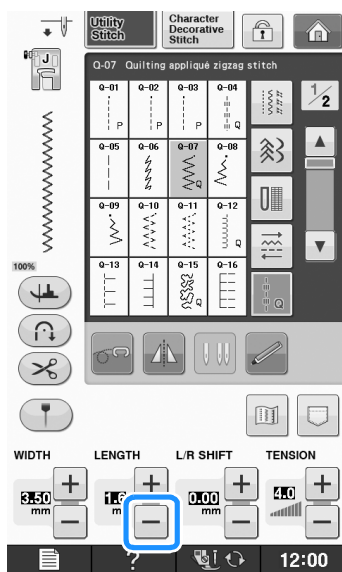 Utility
Stitch
Character
Decorative
Stitch
J
Q-07 Quilting appliqué zigzag stitch
Q-01 Q-02 Q-03 Q-04
P P P Q
1/2
Q-05 Q-06 Q-07 Q-08
Q
Q-09 Q-10 Q-11 Q-12
Q
Q-13 Q-14 Q-15 Q-16
Q
Q
100%
WIDTH LENGTH L/R SHIFT TENSION
3.50 mm + −
mm + −
0.00 mm + −
4.0 + −
? 12:00